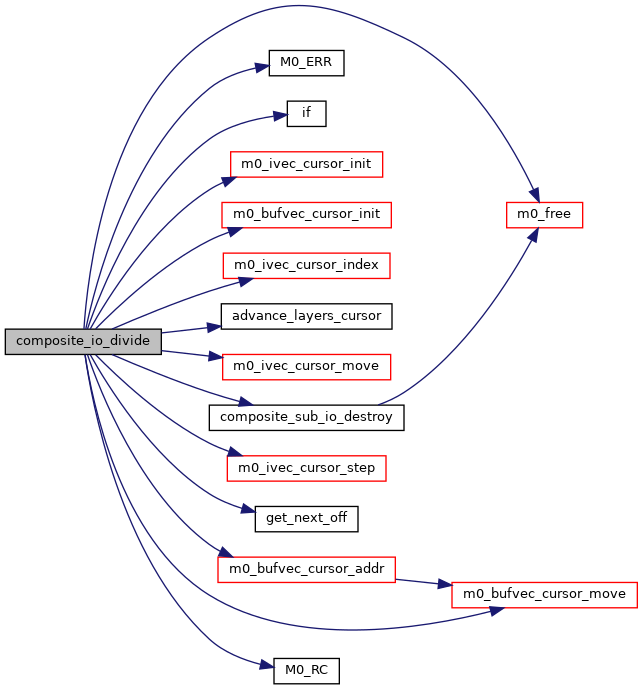 M0_ERR
if
m0_ivec_cursor_init
m0_bufvec_cursor_init
m0_free
m0_ivec_cursor_index
advance_layers_cursor
composite_io_divide
m0_ivec_cursor_move
composite_sub_io_destroy
m0_ivec_cursor_step
get_next_off
m0_bufvec_cursor_addr
m0_bufvec_cursor_move
M0_RC